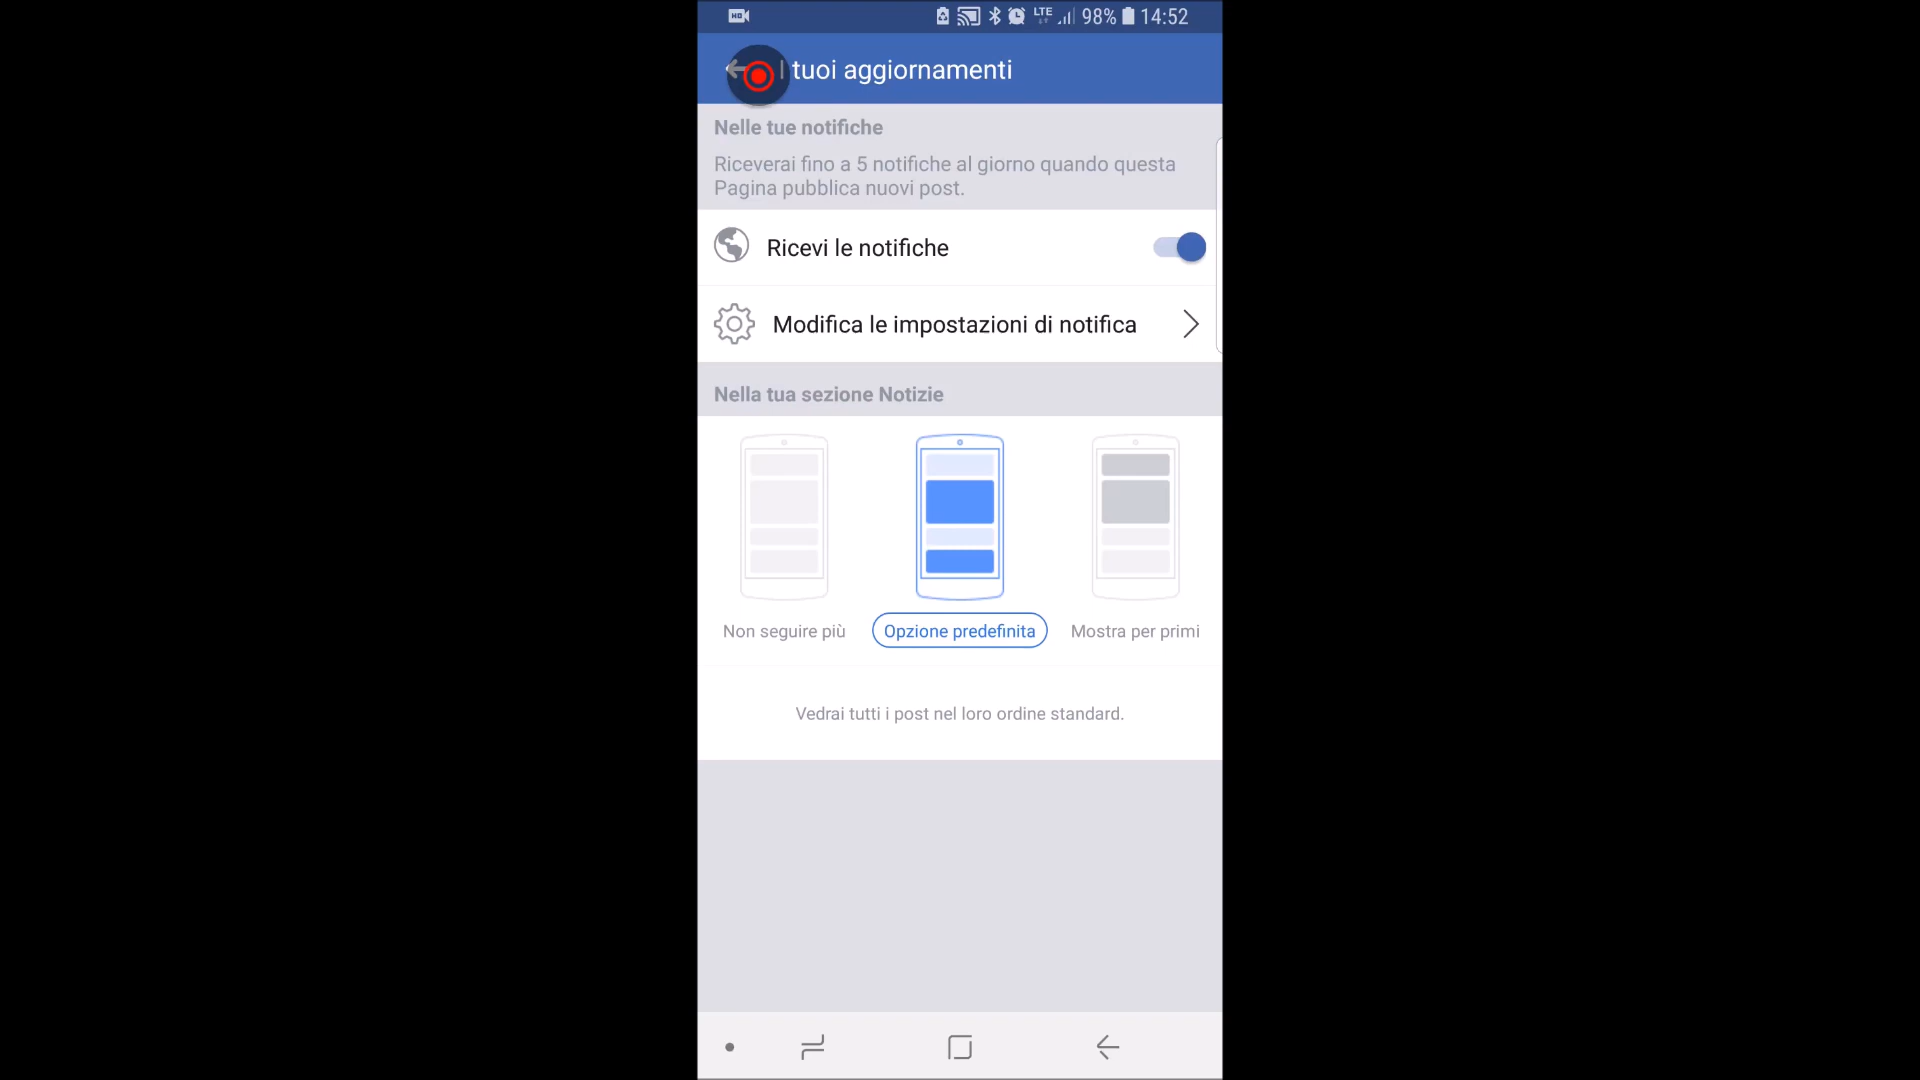 HD
LTE 98% 14:52
I tuoi aggiornamenti
Nelle tue notifiche
Riceverai fino a 5 notifiche al giorno quando questa
Pagina pubblica nuovi post.
Ricevi le notifiche
Modifica le impostazioni di notifica
Nella tua sezione Notizie
Non seguire più
Opzione predefinita
Mostra per primi
Vedrai tutti i post nel loro ordine standard.